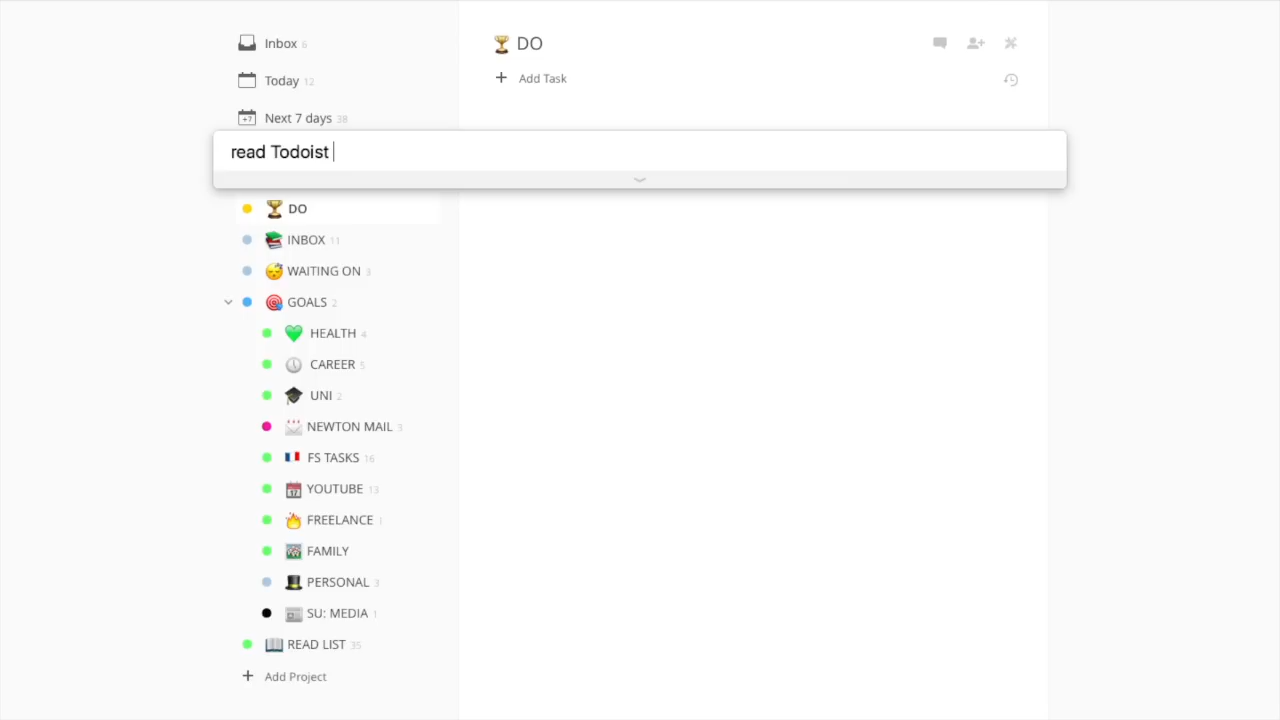 Inbox 6
Today 12
Next 7 days 38
DO
Add Task
read Todoist
DO
INBOX 11
WAITING ON 3
GOALS 2
HEALTH 4
CAREER 5
UNI 2
NEWTON MAIL 3
FS TASKS 16
YOUTUBE 13
FREELANCE 1
FAMILY
PERSONAL 3
SU: MEDIA 1
READ LIST 35
Add Project